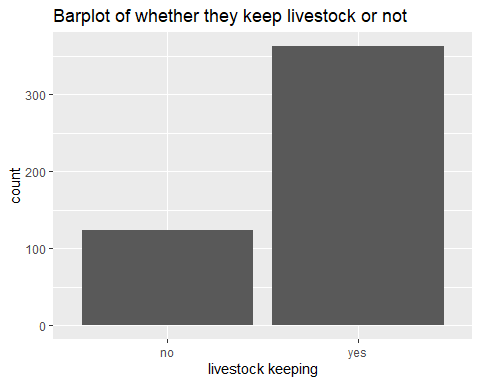 Barplot of whether they keep livestock or not
count
300
200
100
0
no
yes
livestock keeping